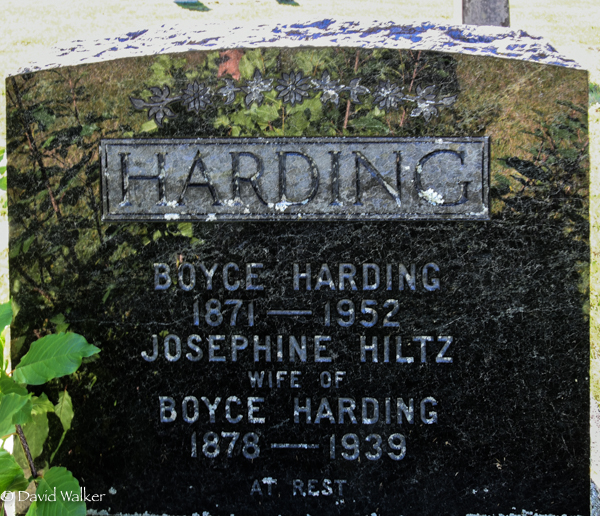 HARDING
BOYCE HARDING
1871 — 1952
JOSEPHINE HILTZ
WIFE OF
BOYCE HARDING
1878 — 1939
AT REST
© David Walker